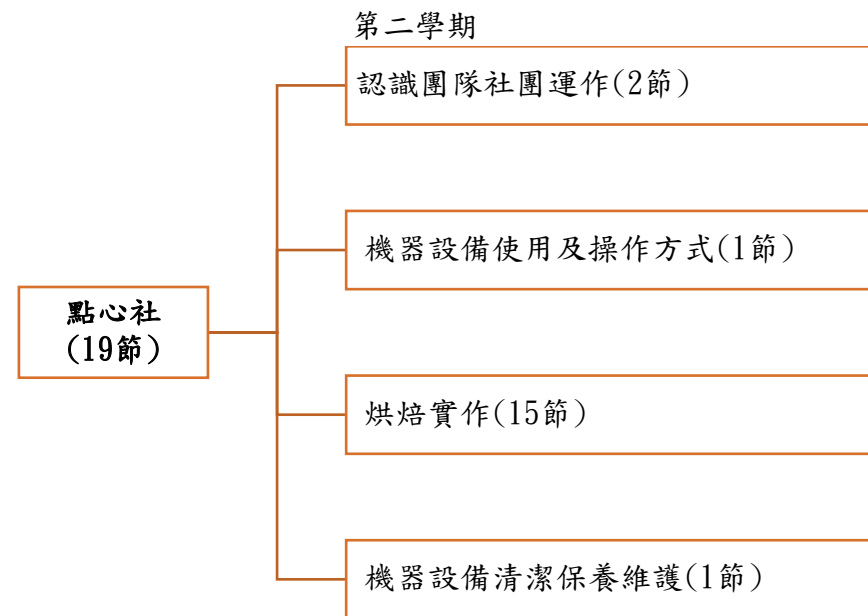 第二學期
認識團隊社團運作(2節)
機器設備使用及操作方式(1節)
點心社
(19節)
烘焙實作(15節)
機器設備清潔保養維護(1節)